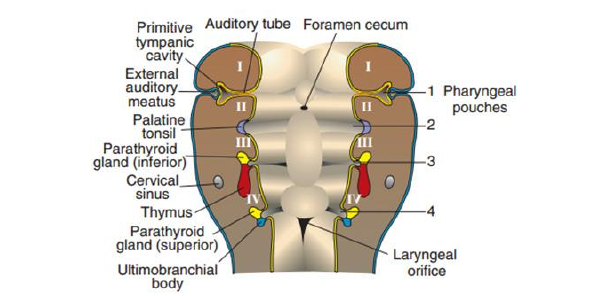 Primitive
tympanic
cavity
Auditory tube
Foramen cecum
External
auditory
meatus
Palatine
tonsil
Parathyroid
gland (inferior)
Cervical
sinus
Thymus
Parathyroid
gland (superior)
Ultimobranchial
body
I
II
III
IV
I
II
III
IV
1 Pharyngeal
pouches
2
3
4
Laryngeal
orifice